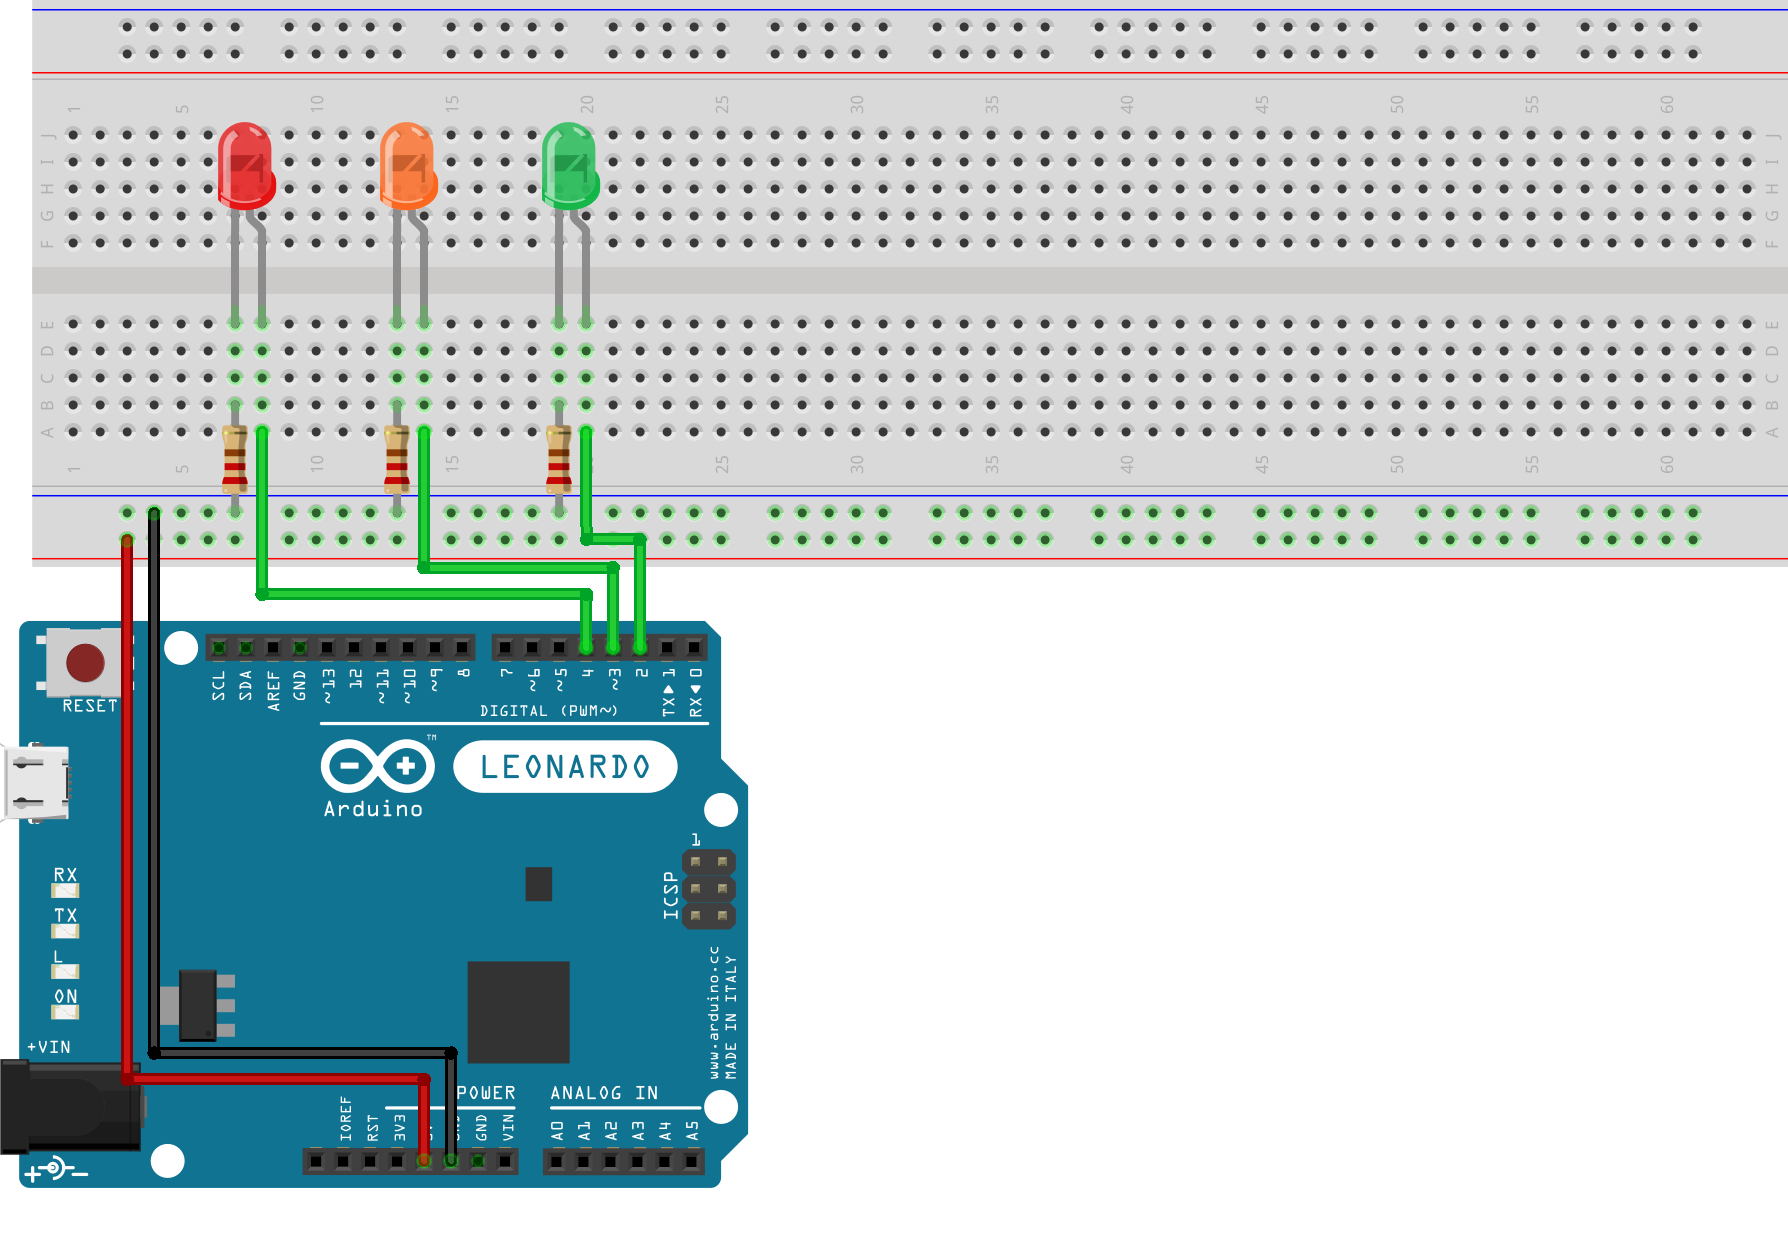 1 5 10 15 20 25 30 35 40 45 50 55 60
J J
I I
H H
G G
F F
E E
D D
C C
B B
A A
1 5 10 15 25 30 35 40 45 50 55 60
SCL SDA AREF GND ~13 12 ~11 ~10 ~9 8 7 ~6 ~5 4 ~3 2 TX▶1 RX◀0
RESET
DIGITAL (PWM~)
TM
LEONARDO
Arduino
1
ICSP
RX
TX
L
ON
www.arduino.cc
MADE IN ITALY
+VIN
POWER ANALOG IN
IOREF RST 3V3 GND VIN A0 A1 A2 A3 A4 A5